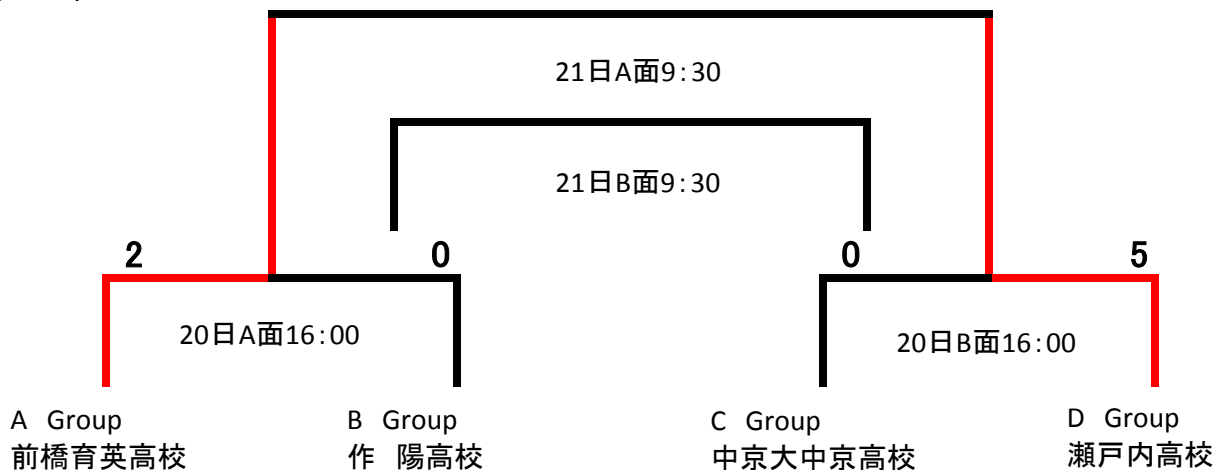 21日A面9:30
21日B面9:30
2
0
0
5
20日A面16:00
20日B面16:00
A Group
前橋育英高校
B Group
作 陽高校
C Group
中京大中京高校
D Group
瀬戸内高校